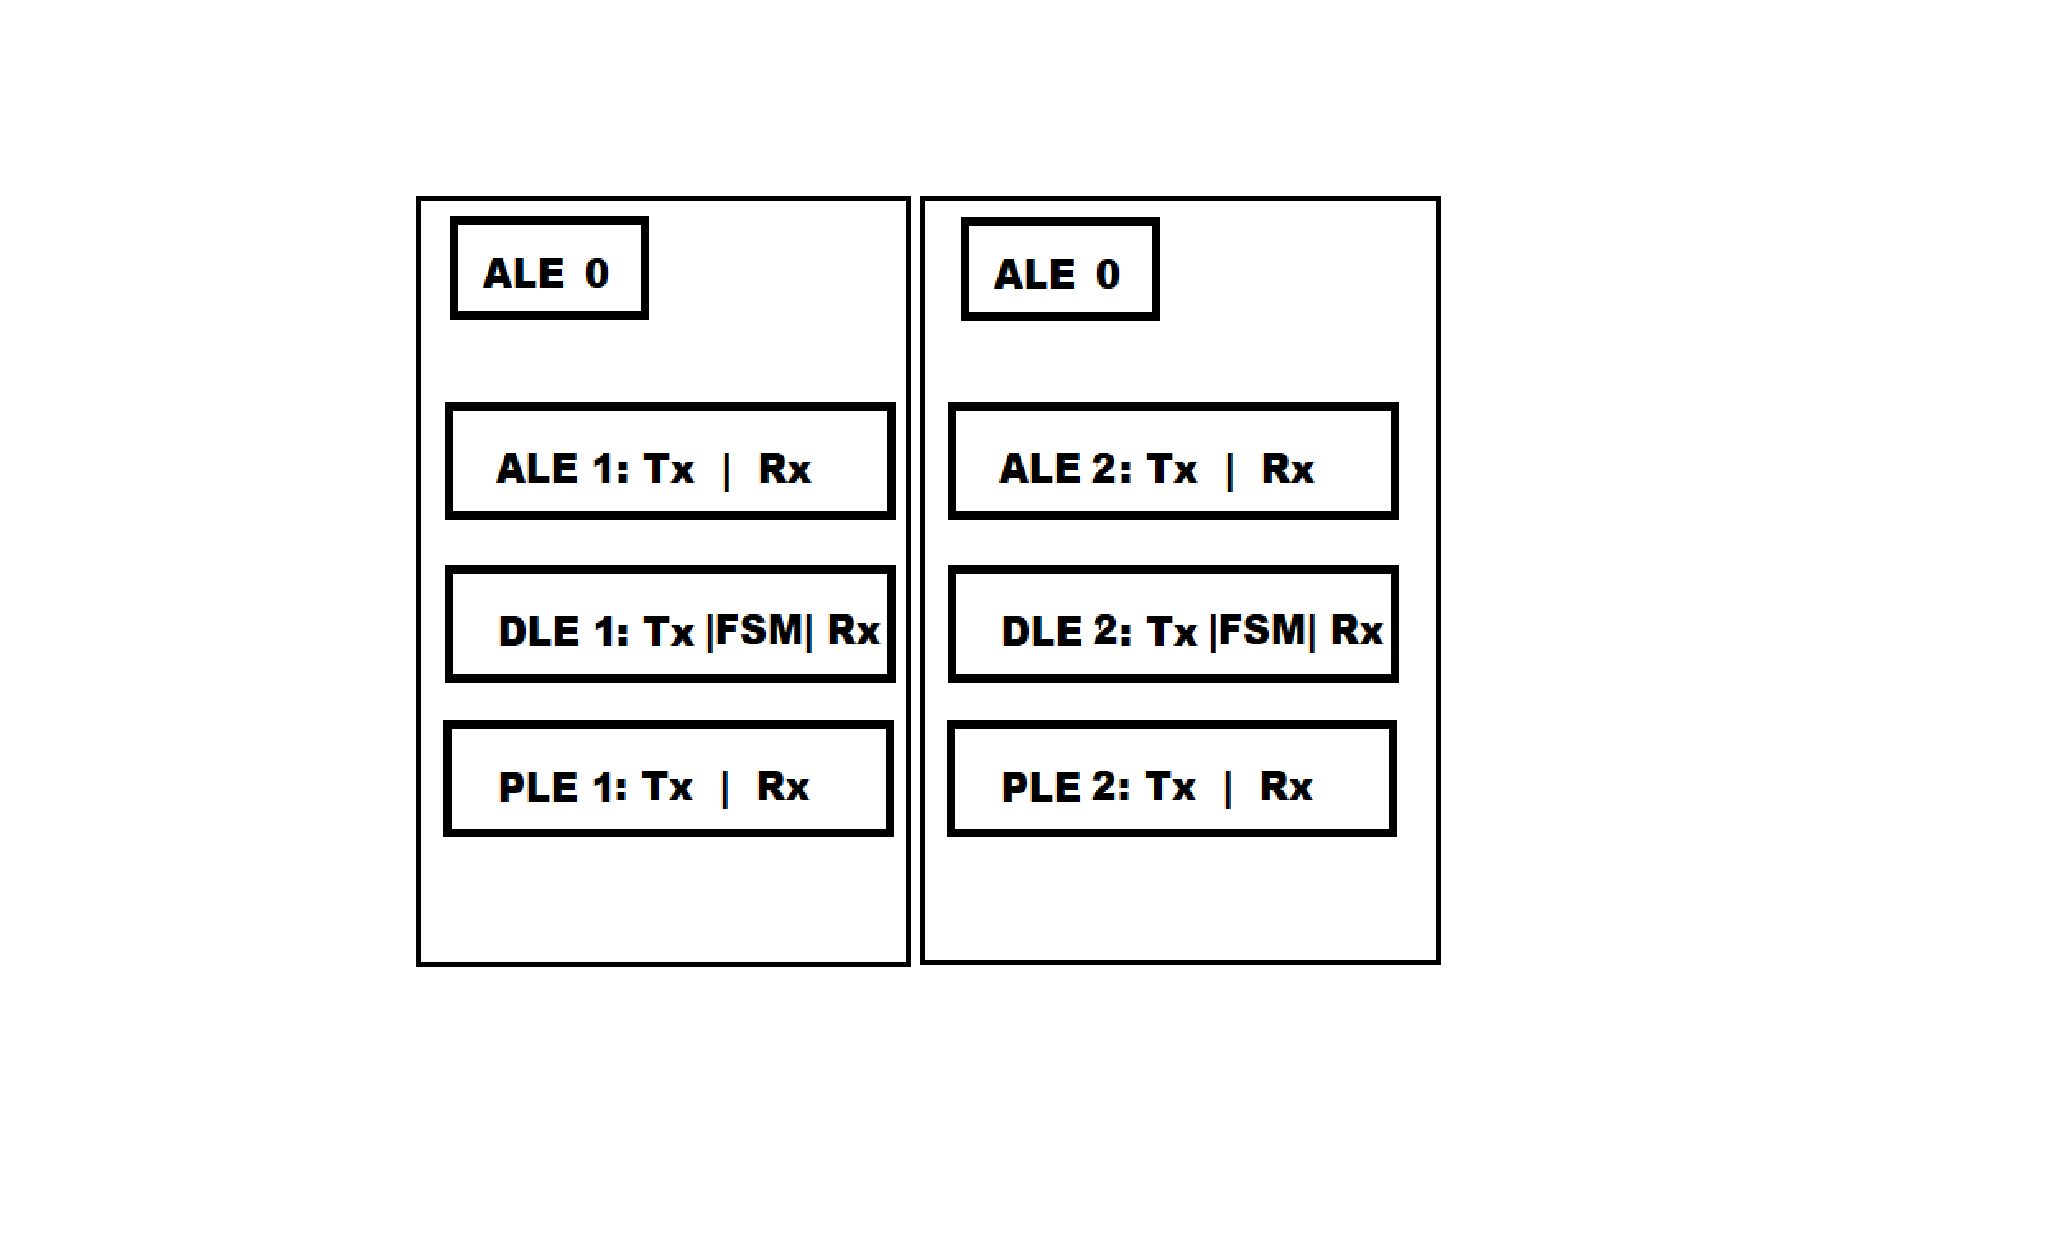 ALE 0
ALE 1: Tx | Rx
DLE 1: Tx |FSM| Rx
PLE 1: Tx | Rx
ALE 0
ALE 2: Tx | Rx
DLE 2: Tx |FSM| Rx
PLE 2: Tx | Rx